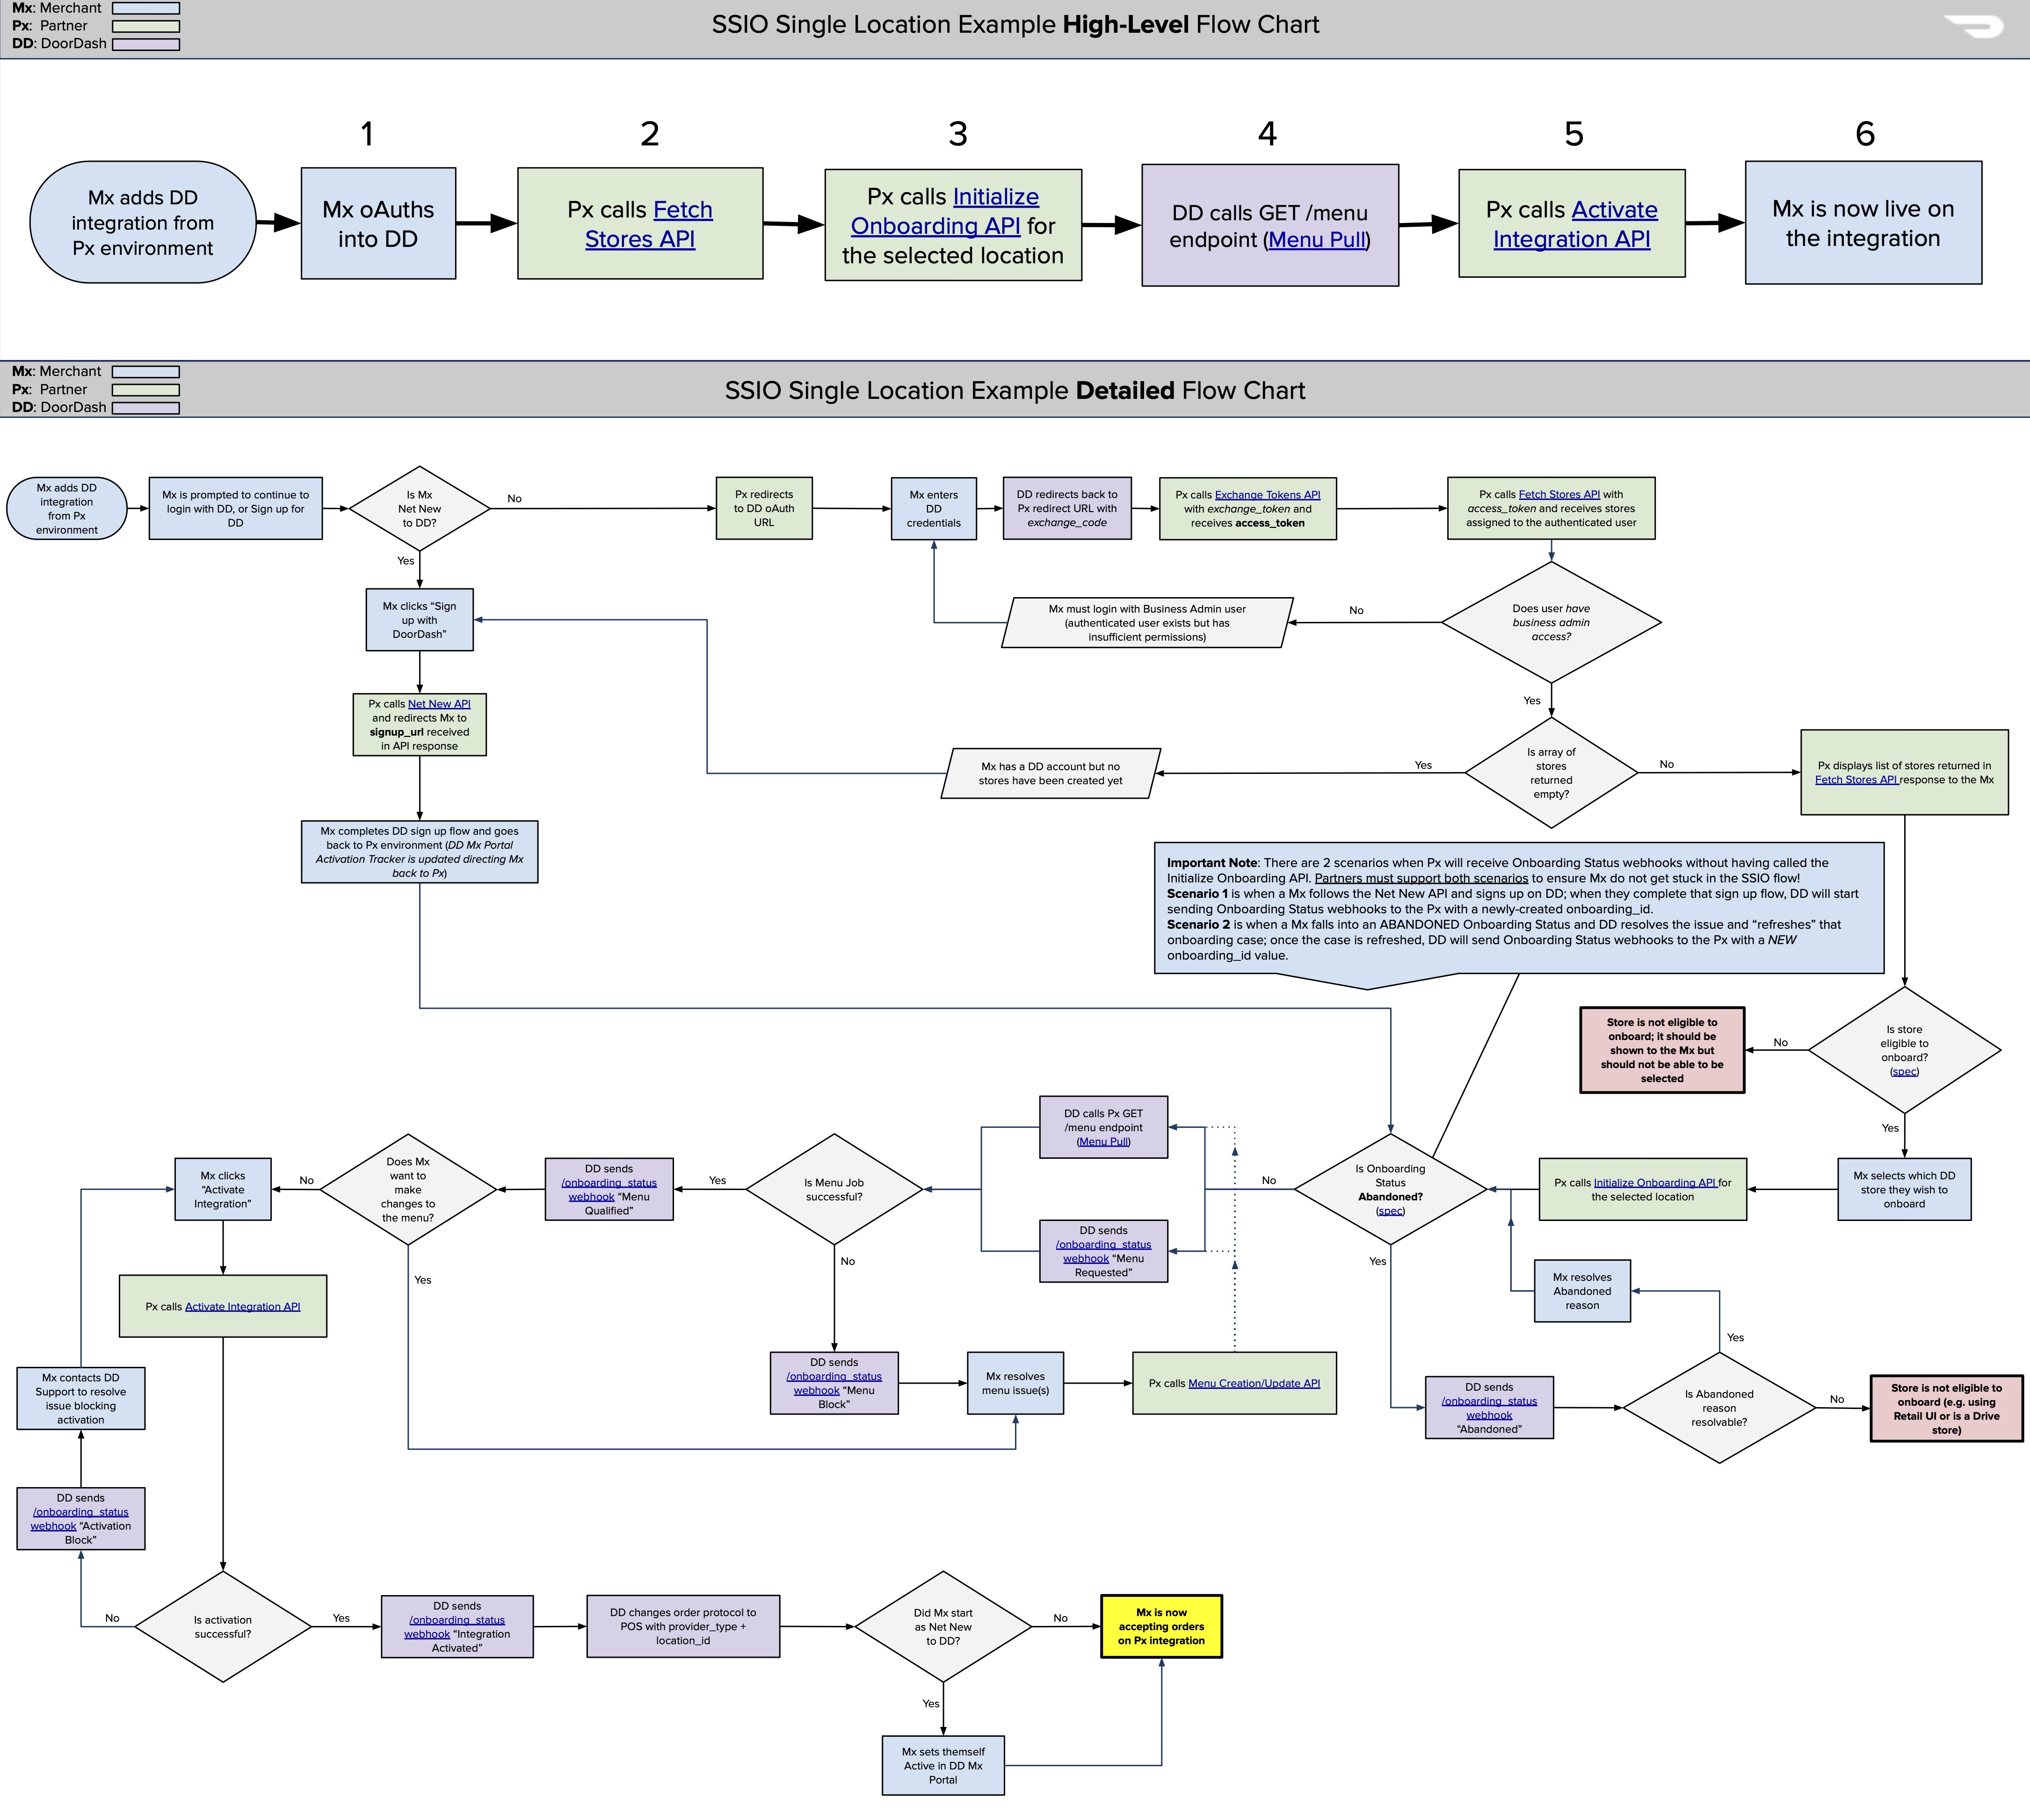 Mx: Merchant
Px: Partner
DD: DoorDash
SSIO Single Location Example High-Level Flow Chart
1
2
3
4
5
6
Mx adds DD
integration from
Px environment
Mx oAuths
into DD
Px calls Fetch
Stores API
Px calls Initialize
Onboarding API for
the selected location
DD calls GET /menu
endpoint (Menu Pull)
Px calls Activate
Integration API
Mx is now live on
the integration
Mx: Merchant
Px: Partner
DD: DoorDash
SSIO Single Location Example Detailed Flow Chart
Mx adds DD
integration
from Px
environment
Mx is prompted to continue to
login with DD, or Sign up for
DD
Is Mx
Net New
to DD?
No
Px redirects
to DD oAuth
URL
Mx enters
DD
credentials
DD redirects back to
Px redirect URL with
exchange_code
Px calls Exchange Tokens API
with exchange_token and
receives access_token
Px calls Fetch Stores API with
access_token and receives stores
assigned to the authenticated user
Yes
Mx clicks “Sign
up with
DoorDash”
Mx must login with Business Admin user
(authenticated user exists but has
insufficient permissions)
No
Does user have
business admin
access?
Yes
Px calls Net New API
and redirects Mx to
signup_url received
in API response
Mx has a DD account but no
stores have been created yet
Yes
Is array of
stores
returned
empty?
No
Px displays list of stores returned in
Fetch Stores API response to the Mx
Mx completes DD sign up flow and goes
back to Px environment (DD Mx Portal
Activation Tracker is updated directing Mx
back to Px)
Important Note: There are 2 scenarios when Px will receive Onboarding Status webhooks without having called the
Initialize Onboarding API. Partners must support both scenarios to ensure Mx do not get stuck in the SSIO flow!
Scenario 1 is when a Mx follows the Net New API and signs up on DD; when they complete that sign up flow, DD will start
sending Onboarding Status webhooks to the Px with a newly-created onboarding_id.
Scenario 2 is when a Mx falls into an ABANDONED Onboarding Status and DD resolves the issue and “refreshes” that
onboarding case; once the case is refreshed, DD will send Onboarding Status webhooks to the Px with a NEW
onboarding_id value.
Store is not eligible to
onboard; it should be
shown to the Mx but
should not be able to be
selected
No
Is store
eligible to
onboard?
(spec)
Yes
Mx clicks
“Activate
Integration”
No
Does Mx
want to
make
changes to
the menu?
DD sends
/onboarding_status
webhook “Menu
Qualified”
Yes
Is Menu Job
successful?
DD calls Px GET
/menu endpoint
(Menu Pull)
DD sends
/onboarding_status
webhook “Menu
Requested”
No
Is Onboarding
Status
Abandoned?
(spec)
Px calls Initialize Onboarding API for
the selected location
Mx selects which DD
store they wish to
onboard
Yes
No
Yes
Mx resolves
Abandoned
reason
Yes
Px calls Activate Integration API
Mx contacts DD
Support to resolve
issue blocking
activation
DD sends
/onboarding_status
webhook “Menu
Block”
Mx resolves
menu issue(s)
Px calls Menu Creation/Update API
DD sends
/onboarding_status
webhook
“Abandoned”
Is Abandoned
reason
resolvable?
No
Store is not eligible to
onboard (e.g. using
Retail UI or is a Drive
store)
DD sends
/onboarding_status
webhook “Activation
Block”
No
Is activation
successful?
Yes
DD sends
/onboarding_status
webhook “Integration
Activated”
DD changes order protocol to
POS with provider_type +
location_id
Did Mx start
as Net New
to DD?
No
Mx is now
accepting orders
on Px integration
Yes
Mx sets themself
Active in DD Mx
Portal